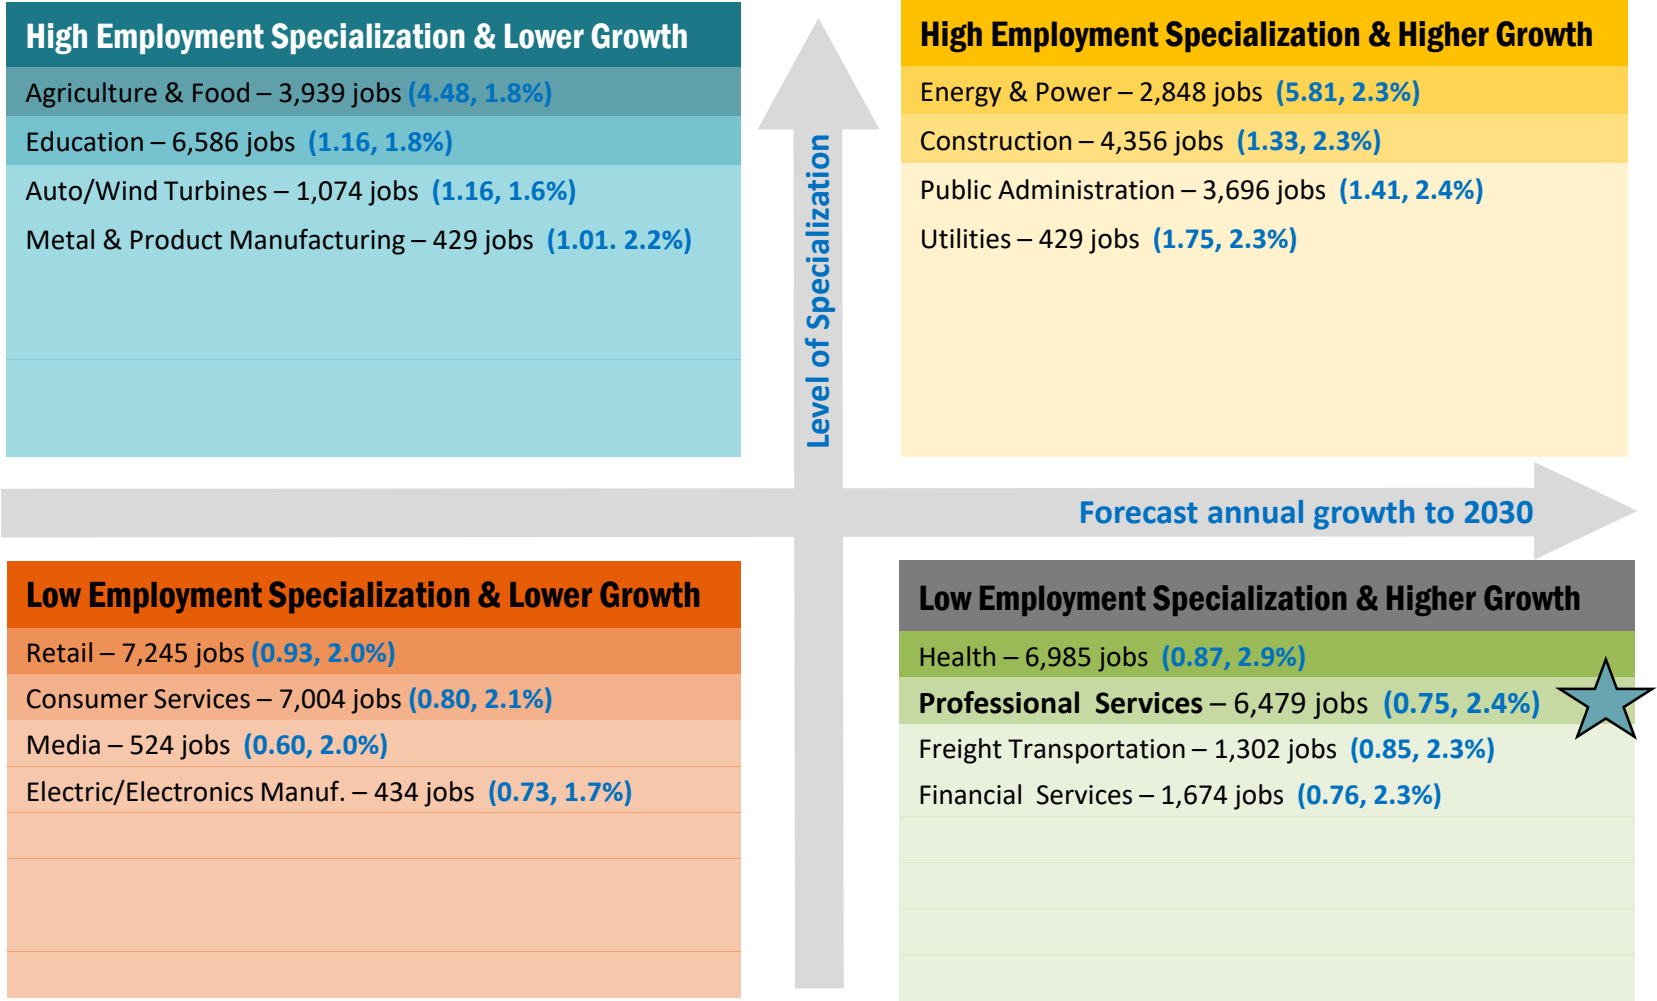 High Employment Specialization & Lower Growth
Agriculture & Food – 3,939 jobs (4.48, 1.8%)
Education – 6,586 jobs (1.16, 1.8%)
Auto/Wind Turbines – 1,074 jobs (1.16, 1.6%)
Metal & Product Manufacturing – 429 jobs (1.01. 2.2%)
High Employment Specialization & Higher Growth
Energy & Power – 2,848 jobs (5.81, 2.3%)
Construction – 4,356 jobs (1.33, 2.3%)
Public Administration – 3,696 jobs (1.41, 2.4%)
Utilities – 429 jobs (1.75, 2.3%)
Level of Specialization
Forecast annual growth to 2030
Low Employment Specialization & Lower Growth
Retail – 7,245 jobs (0.93, 2.0%)
Consumer Services – 7,004 jobs (0.80, 2.1%)
Media – 524 jobs (0.60, 2.0%)
Electric/Electronics Manuf. – 434 jobs (0.73, 1.7%)
Low Employment Specialization & Higher Growth
Health – 6,985 jobs (0.87, 2.9%)
Professional Services – 6,479 jobs (0.75, 2.4%)
Freight Transportation – 1,302 jobs (0.85, 2.3%)
Financial Services – 1,674 jobs (0.76, 2.3%)